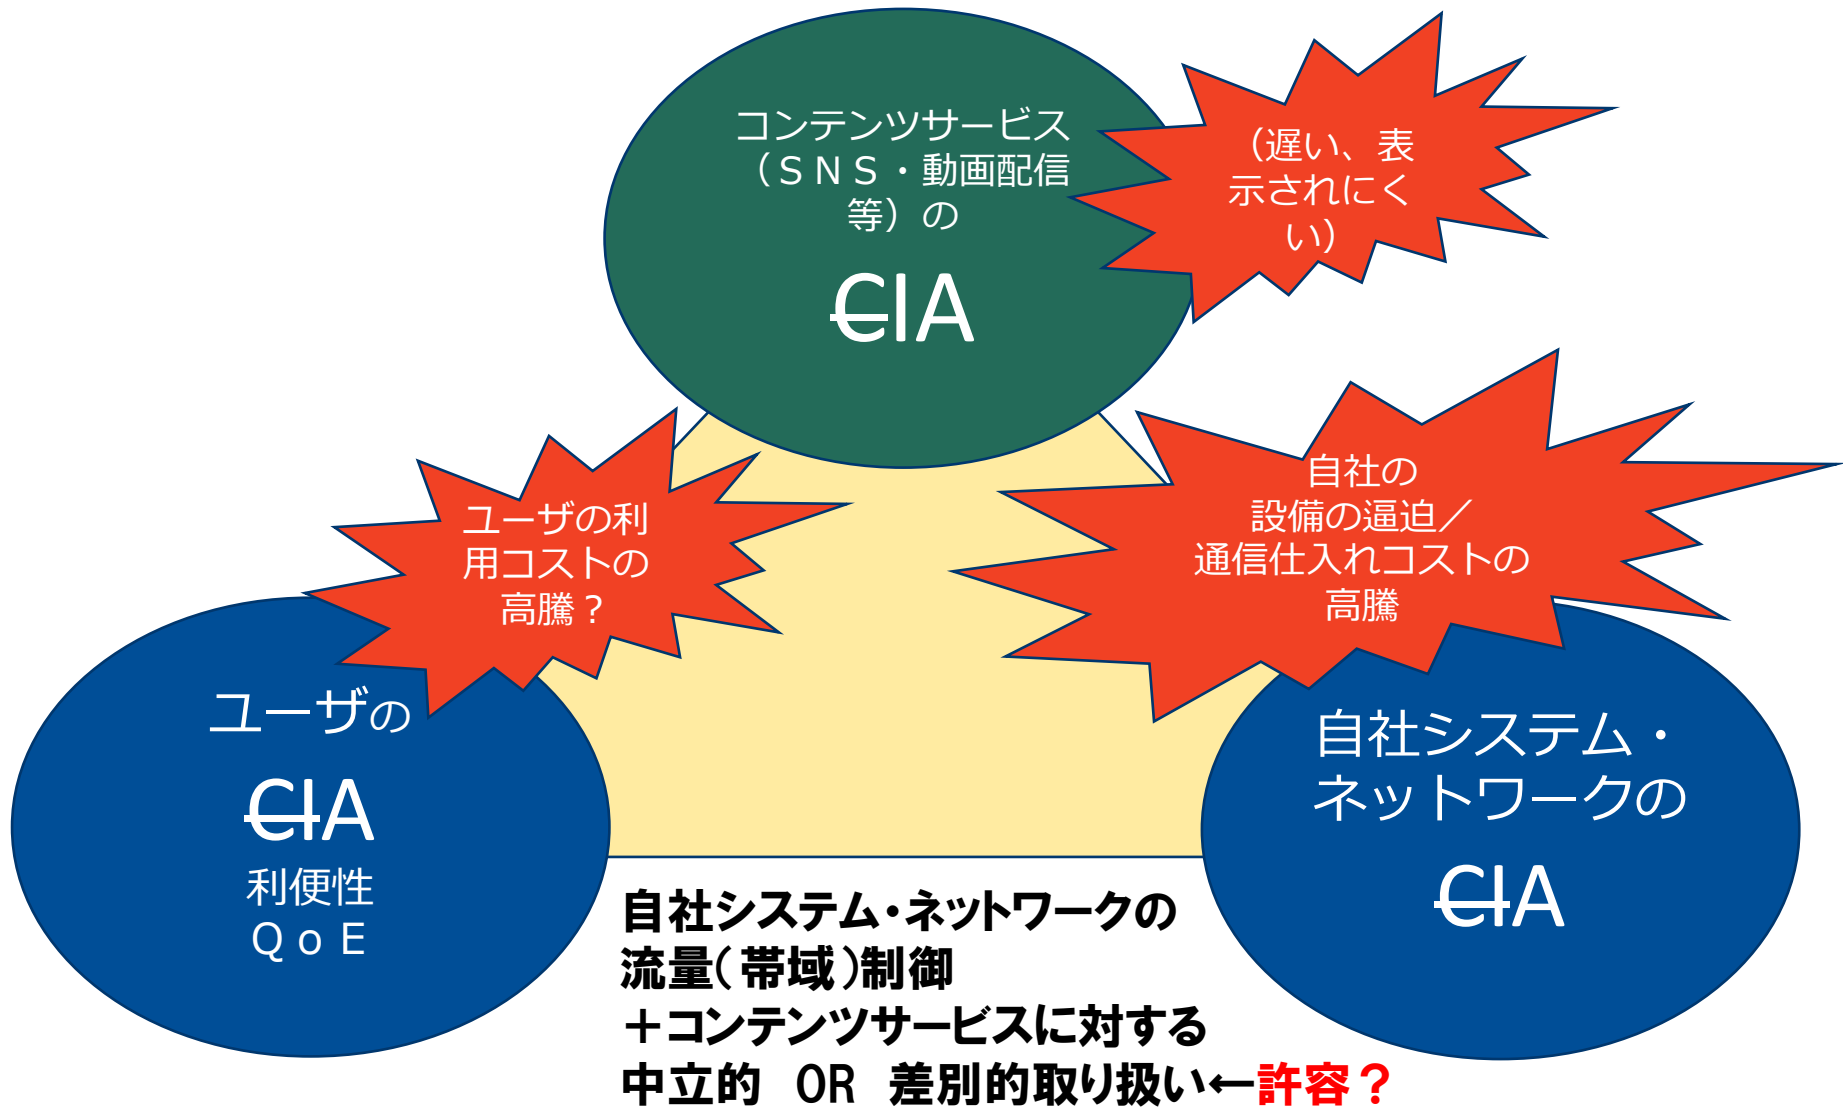 コンテンツサービス
（ＳＮＳ・動画配信
等）の
CIA
（遅い、表
示されにく
い）
自社の
設備の逼迫／
通信仕入れコストの
高騰
ユーザの利
用コストの
高騰？
ユーザの
CIA
利便性
ＱｏＥ
自社システム・
ネットワークの
CIA
自社システム・ネットワークの
流量（帯域）制御
＋コンテンツサービスに対する
中立的　OR　差別的取り扱い←許容？